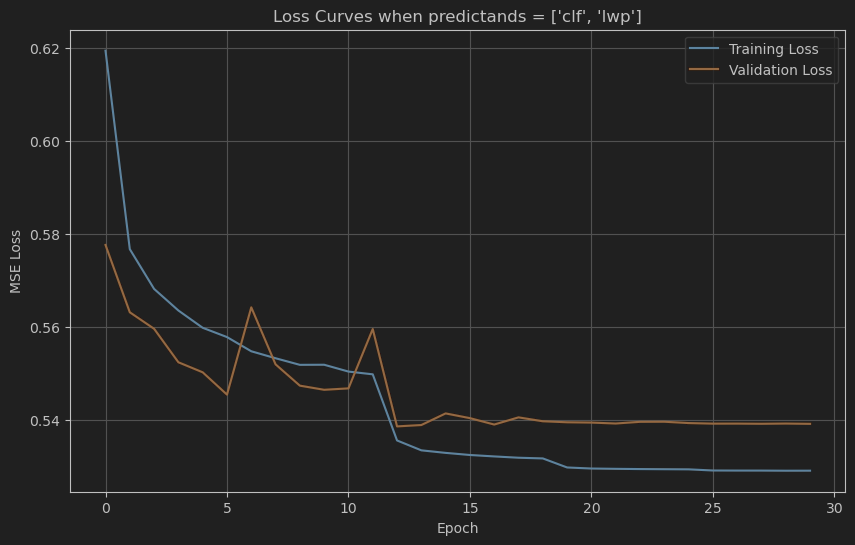 Loss Curves when predictands = ['clf', 'lwp']
Training Loss
Validation Loss
MSE Loss
0.62
0.60
0.58
0.56
0.54
0 5 10 15 20 25 30
Epoch